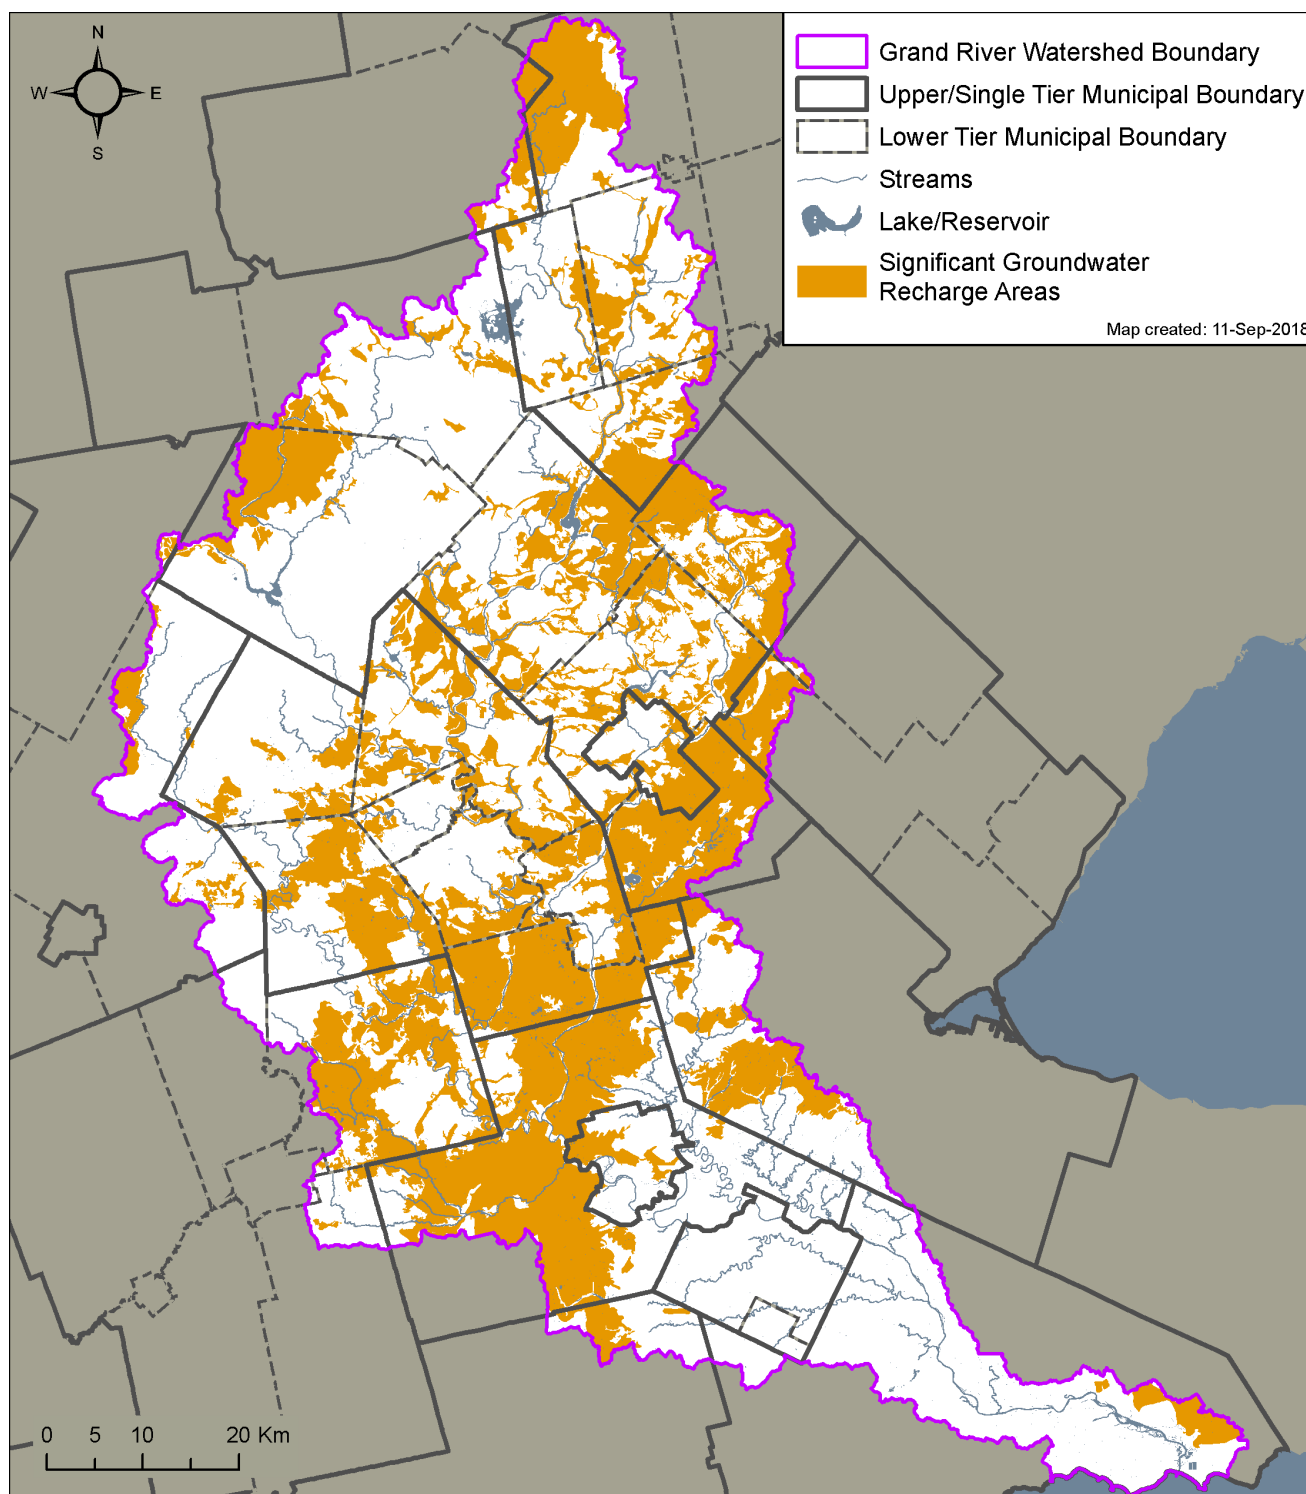 N
W E
S
Grand River Watershed Boundary
Upper/Single Tier Municipal Boundary
Lower Tier Municipal Boundary
Streams
Lake/Reservoir
Significant Groundwater
Recharge Areas
Map created: 11-Sep-2018
0 5 10 20 Km